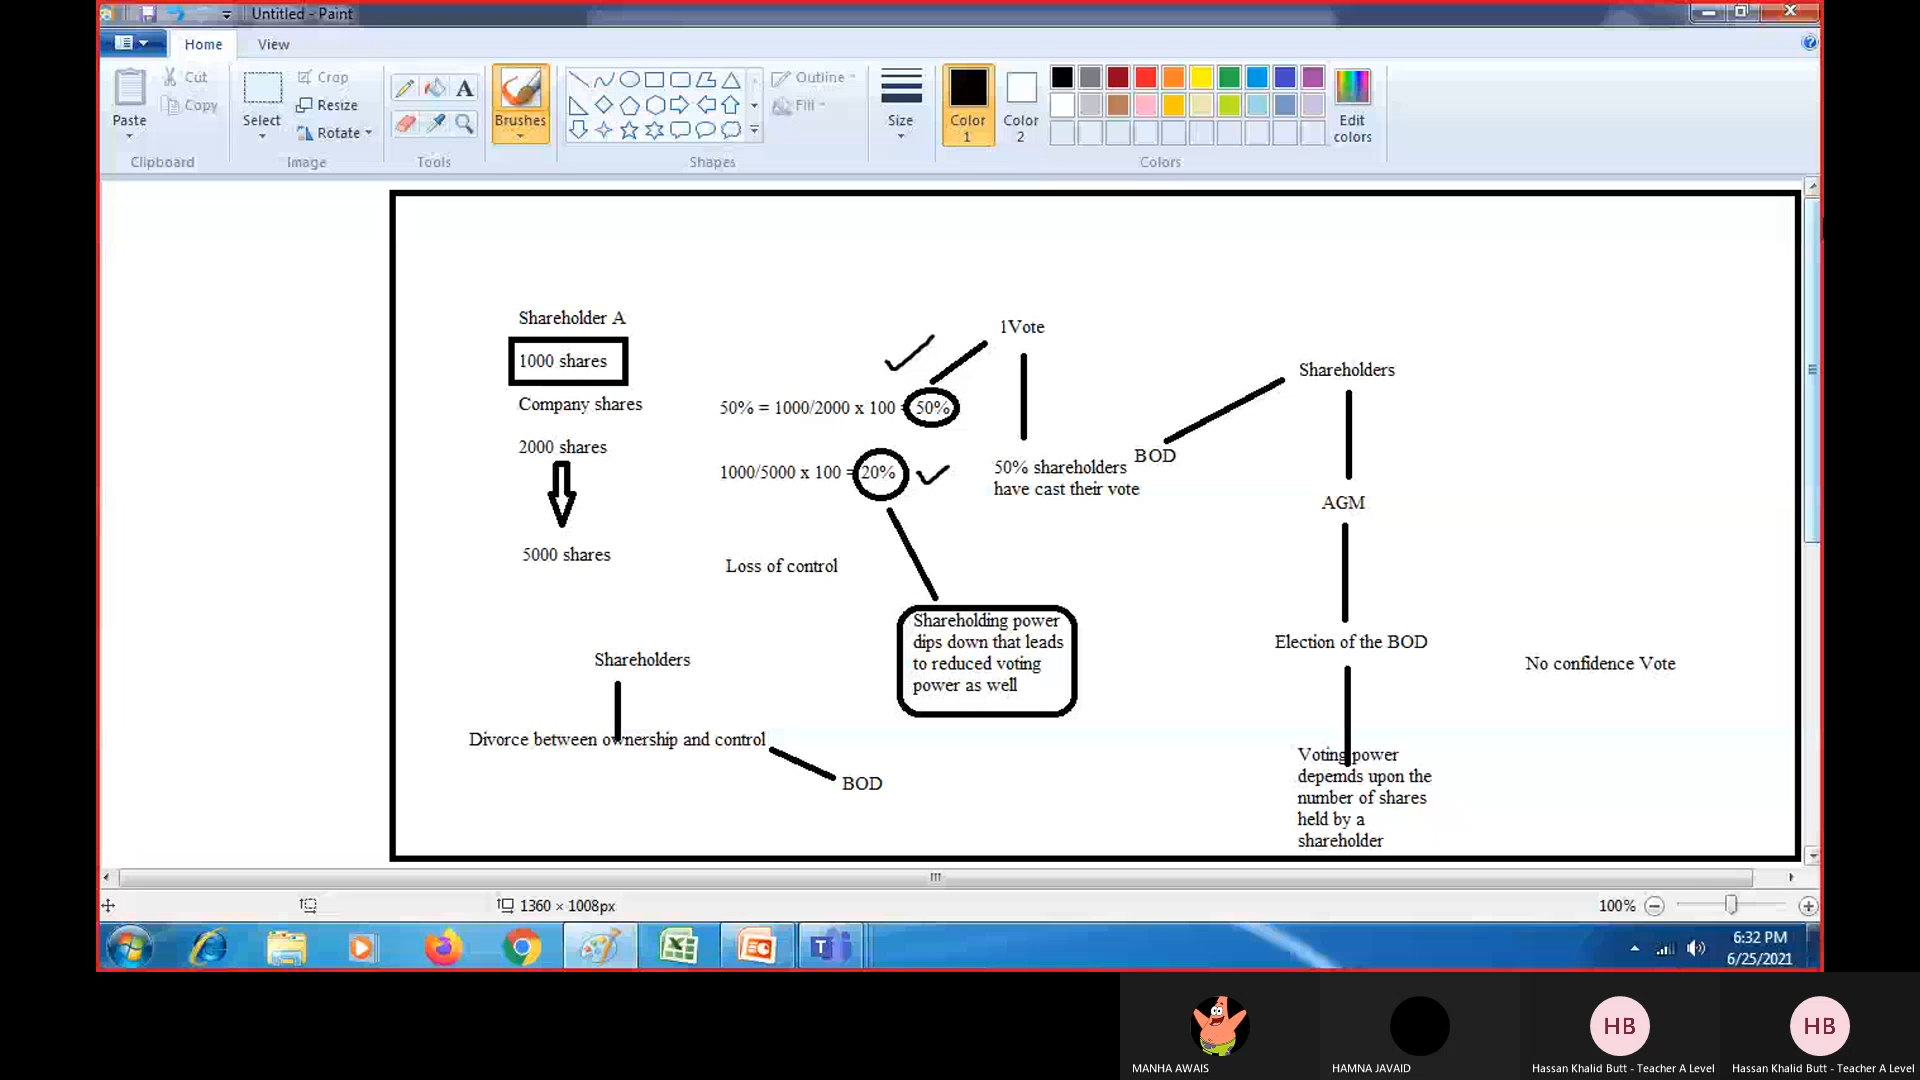 Untitled - Paint
Home
View
Paste
Cut
Copy
Clipboard
Select
Crop
Resize
Rotate
Image
A
Tools
Brushes
Outline
Fill
Shapes
Size
Color
1
Color
2
Edit
colors
Colors
Shareholder A
1000 shares
Company shares
2000 shares
5000 shares
50% = 1000/2000 x 100 = 50%
1000/5000 x 100 = 20%
Loss of control
1Vote
50% shareholders
have cast their vote
Shareholding power
dips down that leads
to reduced voting
power as well
Shareholders
Divorce between ownership and control
BOD
Shareholders
BOD
AGM
Election of the BOD
No confidence Vote
Voting power
depemds upon the
number of shares
held by a
shareholder
1360 × 1008px
100%
6:32 PM
6/25/2021
MANHA AWAIS
HAMNA JAVAID
HB
Hassan Khalid Butt - Teacher A Level
HB
Hassan Khalid Butt - Teacher A Level